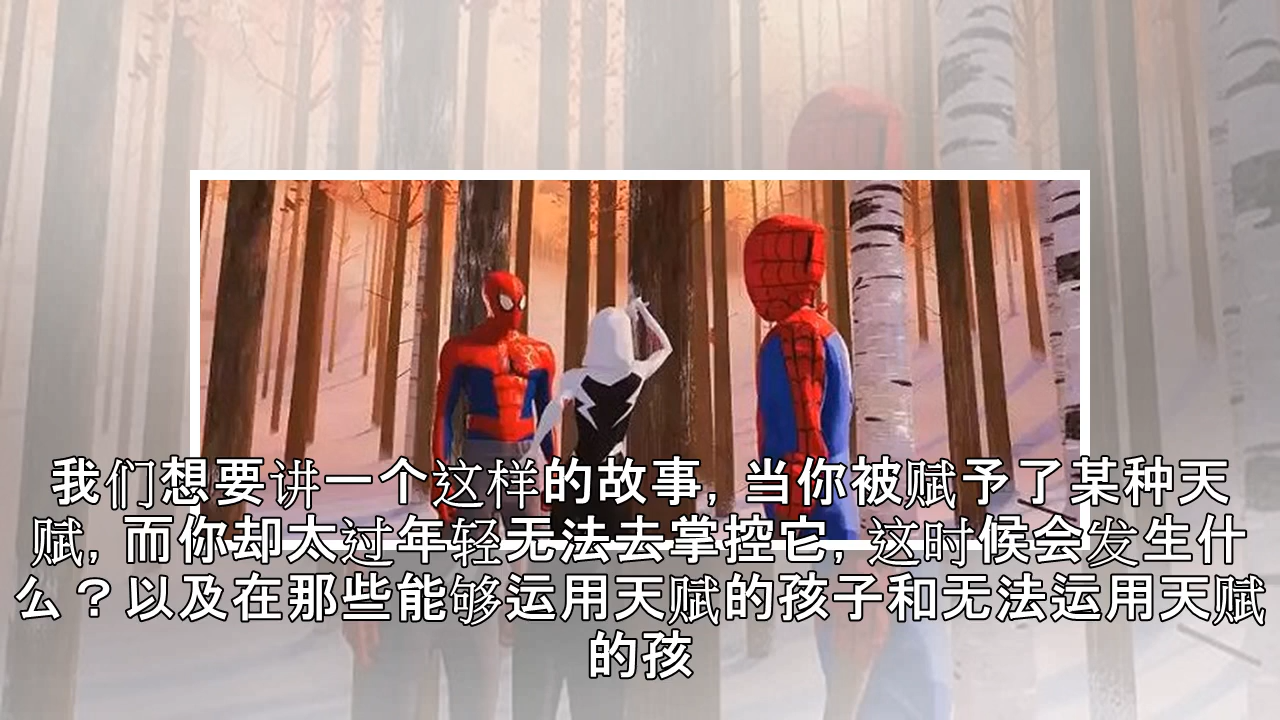 我们想要讲一个这样的故事, 当你被赋予了某种天
赋, 而你却太过年轻无法去掌控它, 这时候会发生什
么？以及在那些能够运用天赋的孩子和无法运用天赋
的孩